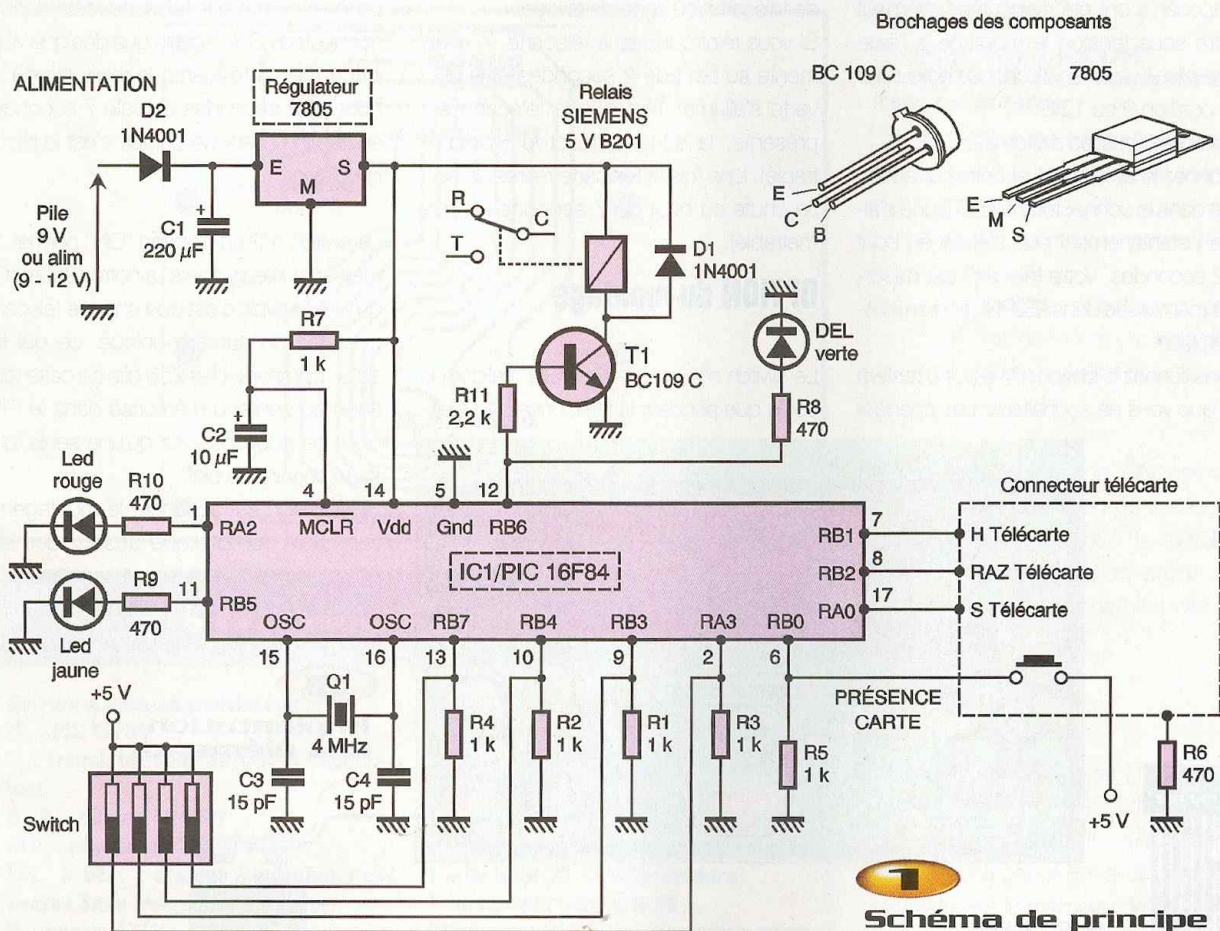 Brochages des composants
BC 109 C
7805
E
C
B
E
M
S
ALIMENTATION
D2
1N4001
Régulateur
7805
E
S
M
Pile
9 V
ou alim
(9 - 12 V)
+
C1
220 µF
Relais
SIEMENS
5 V B201
R
C
T
D1
1N4001
T1
BC109 C
DEL
verte
R7
1 k
C2
10 µF
R11
2,2 k
R8
470
Led
rouge
R10
470
1
RA2
4
MCLR
14
Vdd
5
Gnd
12
RB6
IC1/PIC 16F84
7
RB1
8
RB2
17
RA0
Connecteur télécarte
H Télécarte
RAZ Télécarte
S Télécarte
R9
470
11
RB5
Led
jaune
OSC
15
OSC
16
RB7
13
RB4
10
RB3
9
RA3
2
RB0
6
Q1
4 MHz
C3
15 pF
C4
15 pF
R4
1 k
R2
1 k
R1
1 k
R3
1 k
R5
1 k
PRÉSENCE
CARTE
R6
470
+5 V
+5 V
Switch
1
Schéma de principe